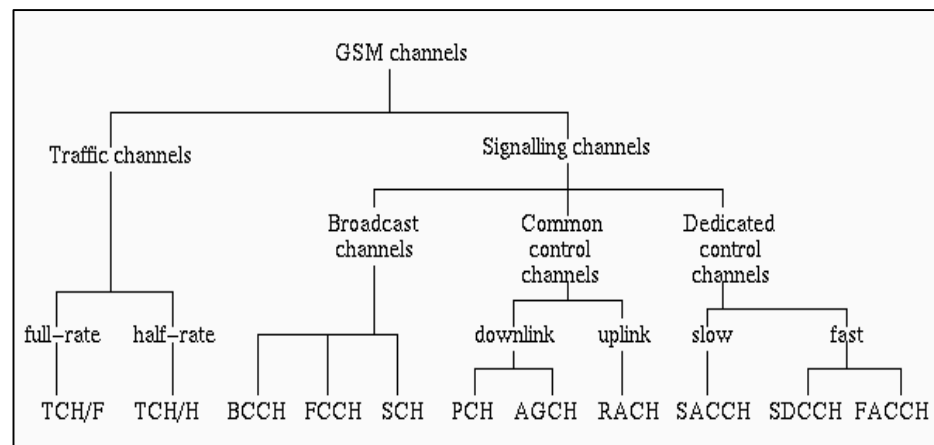 GSM channels
Traffic channels
Signalling channels
Broadcast
channels
Common
control
channels
Dedicated
control
channels
full-rate
half-rate
downlink
uplink
slow
fast
TCH/F
TCH/H
BCCH
FCCH
SCH
PCH
AGCH
RACH
SACCH
SDCCH
FACCH